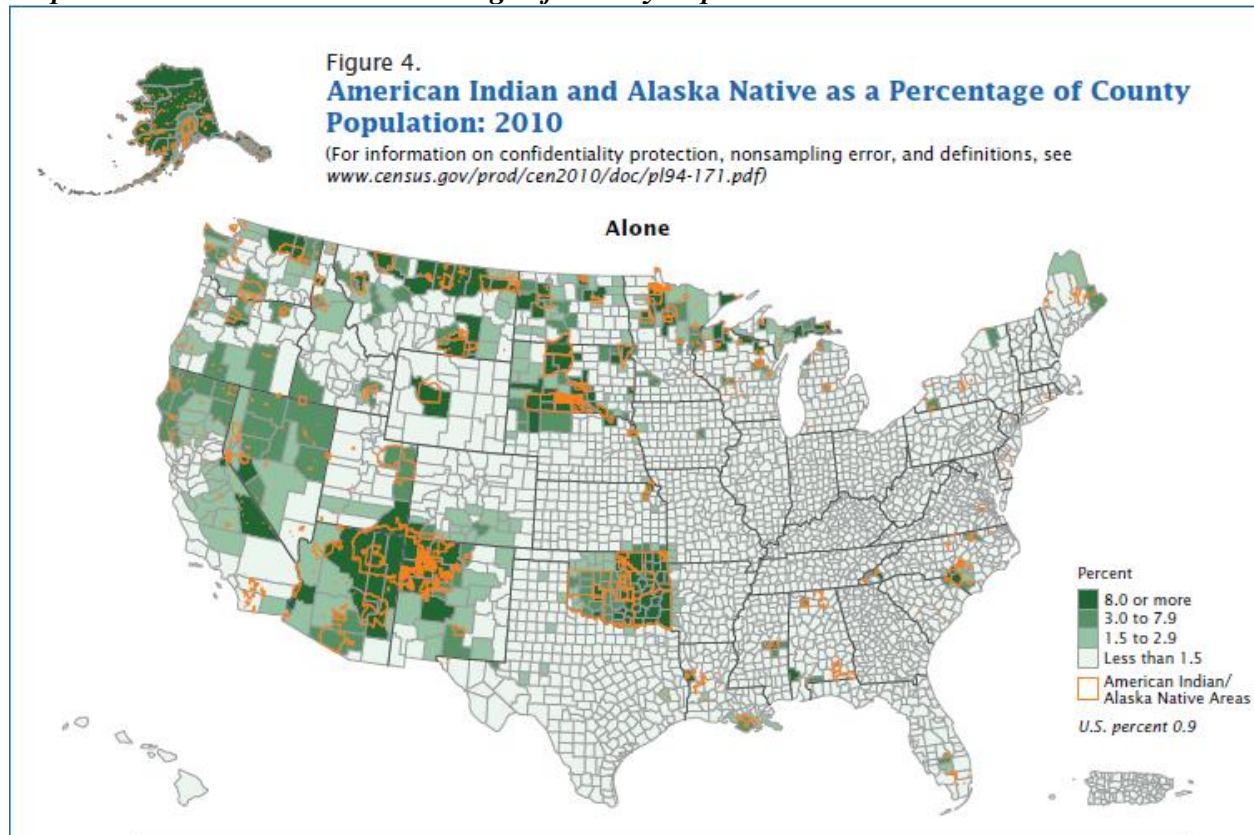 Figure 4.
American Indian and Alaska Native as a Percentage of County
Population: 2010
(For information on confidentiality protection, nonsampling error, and definitions, see
www.census.gov/prod/cen2010/doc/pl94-171.pdf)
Alone
Percent
8.0 or more
3.0 to 7.9
1.5 to 2.9
Less than 1.5
American Indian/
Alaska Native Areas
U.S. percent 0.9